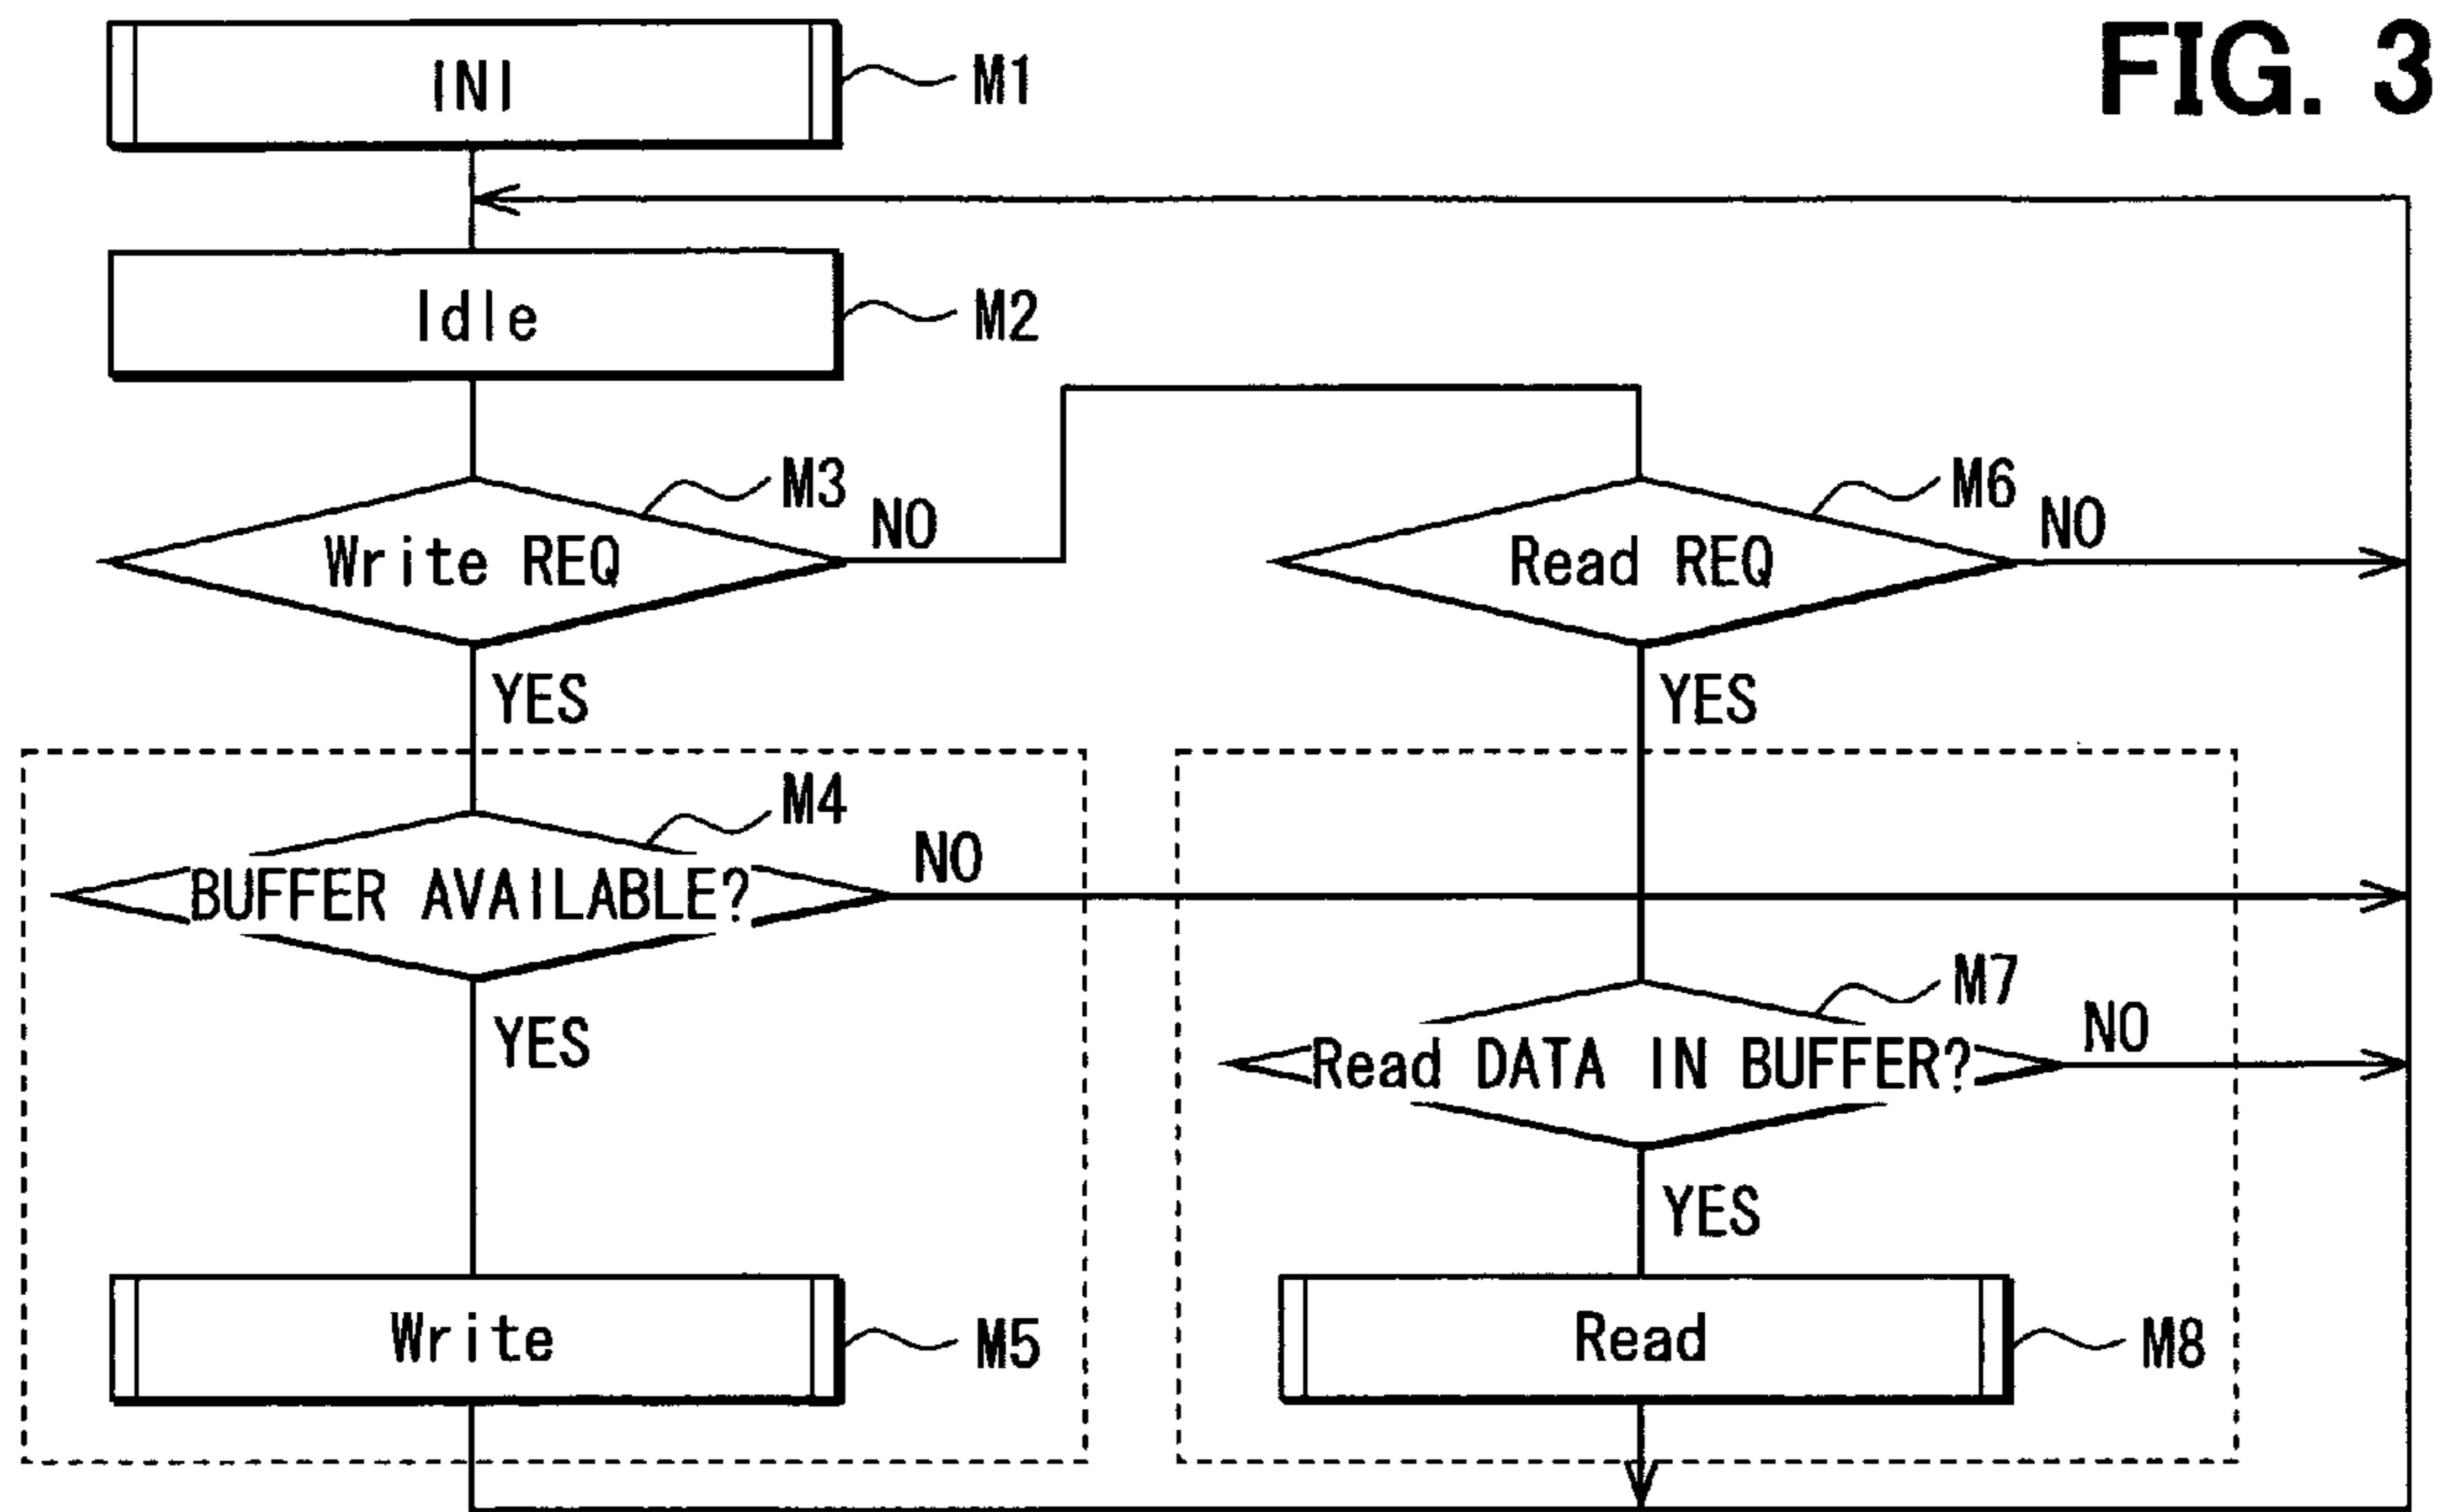 FIG. 3
INI
M1
Idle
M2
Write REQ
M3
NO
YES
Read REQ
M6
NO
YES
BUFFER AVAILABLE?
M4
NO
YES
Read DATA IN BUFFER?
M7
NO
YES
Write
M5
Read
M8